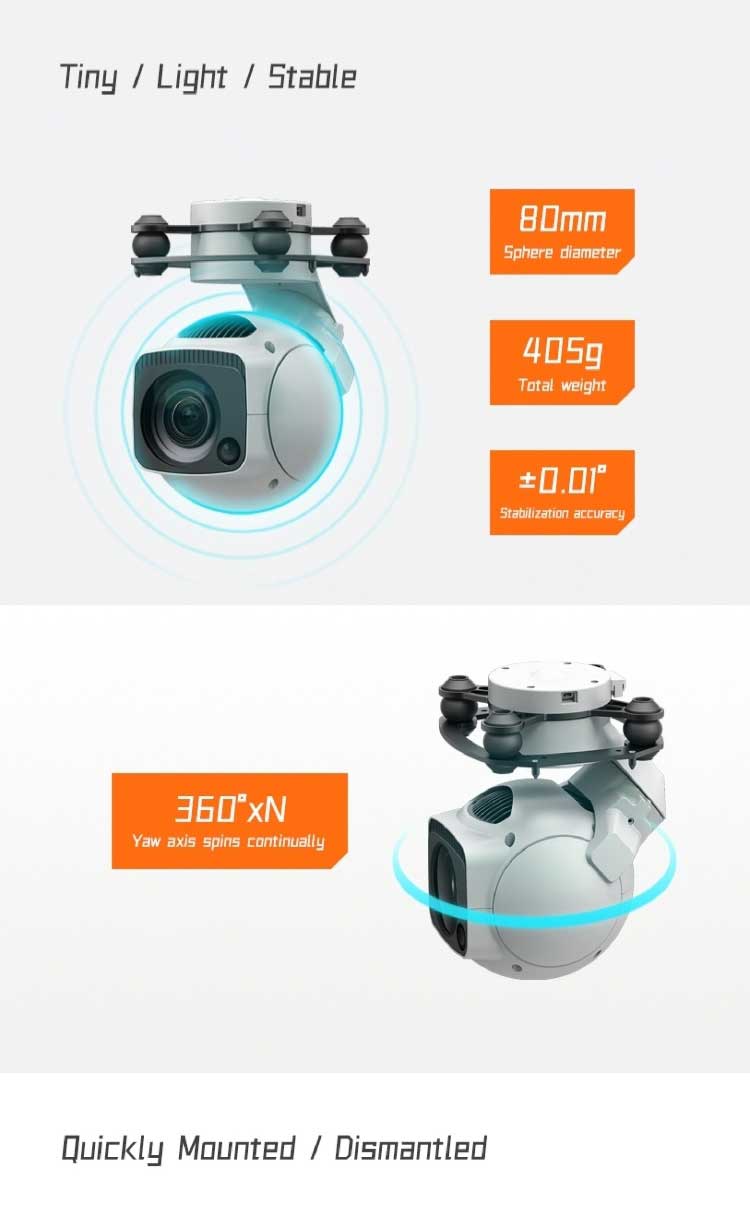 Tiny / Light / Stable
80mm
Sphere diameter
405g
Total weight
±0.01°
Stabilization accuracy
360°xN
Yaw axis spins continually
Quickly Mounted / Dismantled